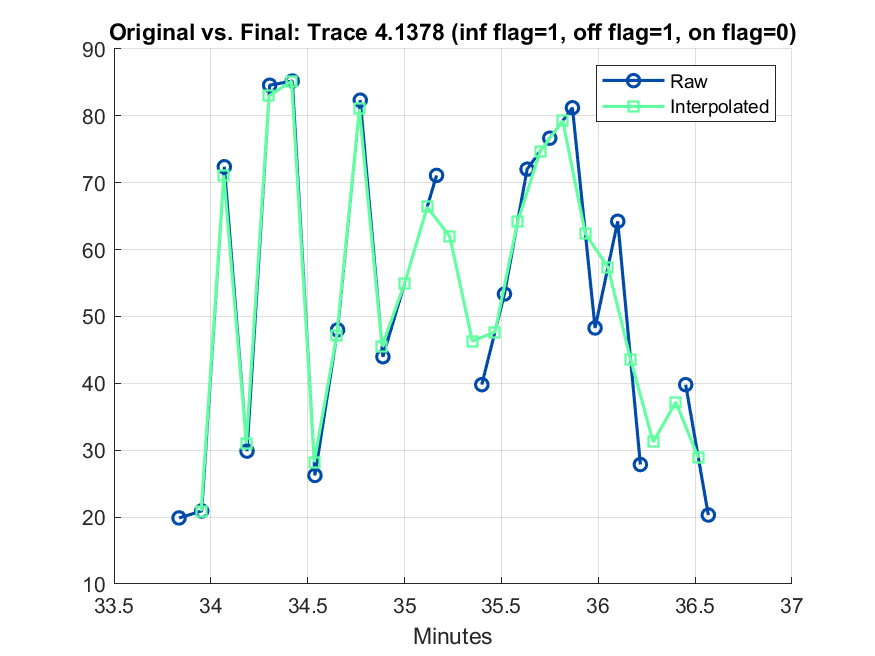 Original vs. Final: Trace 4.1378 (inf flag=1, off flag=1, on flag=0)
90
80
70
60
50
40
30
20
10
Raw
Interpolated
33.5 34 34.5 35 35.5 36 36.5 37
Minutes